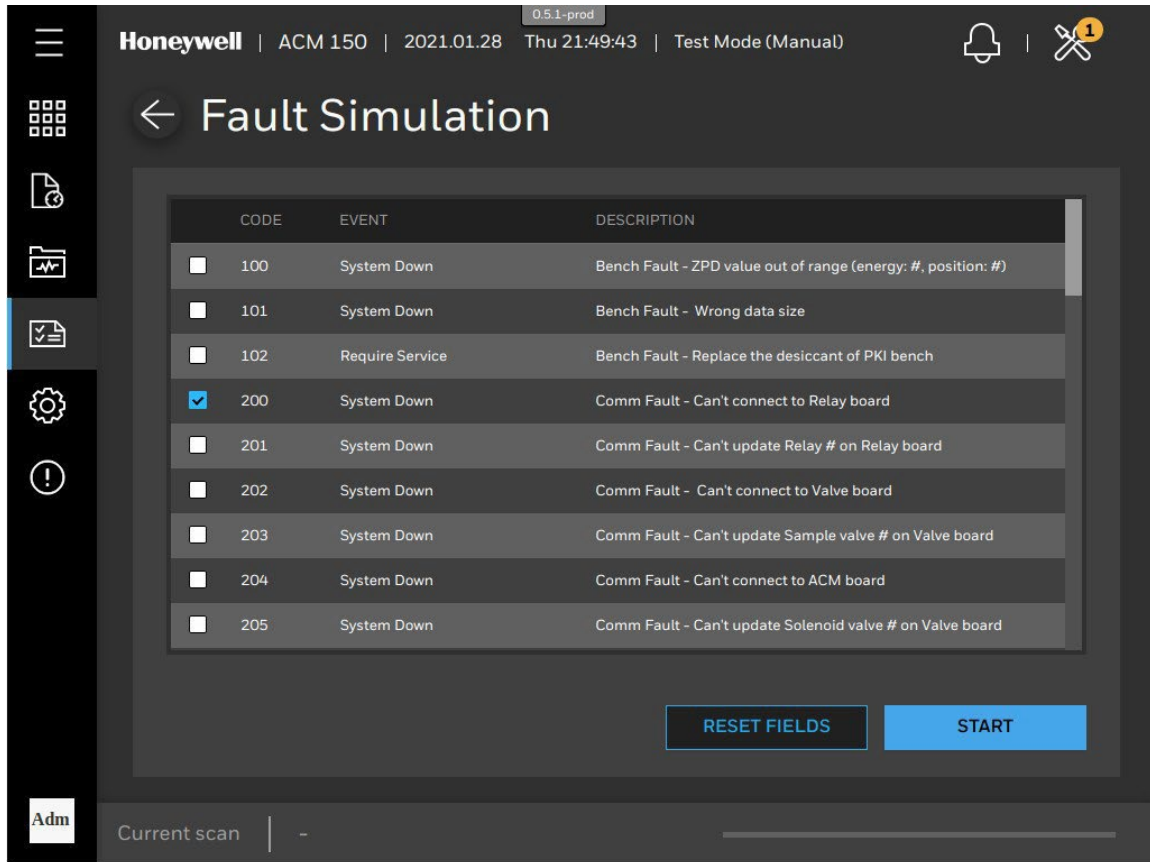 0.5.1-prod
Honeywell | ACM 150 | 2021.01.28 Thu 21:49:43 | Test Mode (Manual)
1
Fault Simulation
CODE EVENT DESCRIPTION
100 System Down Bench Fault - ZPD value out of range (energy: #, position: #)
101 System Down Bench Fault - Wrong data size
102 Require Service Bench Fault - Replace the desiccant of PKI bench
200 System Down Comm Fault - Can't connect to Relay board
201 System Down Comm Fault - Can't update Relay # on Relay board
202 System Down Comm Fault - Can't connect to Valve board
203 System Down Comm Fault - Can't update Sample valve # on Valve board
204 System Down Comm Fault - Can't connect to ACM board
205 System Down Comm Fault - Can't update Solenoid valve # on Valve board
RESET FIELDS START
Adm
Current scan | -